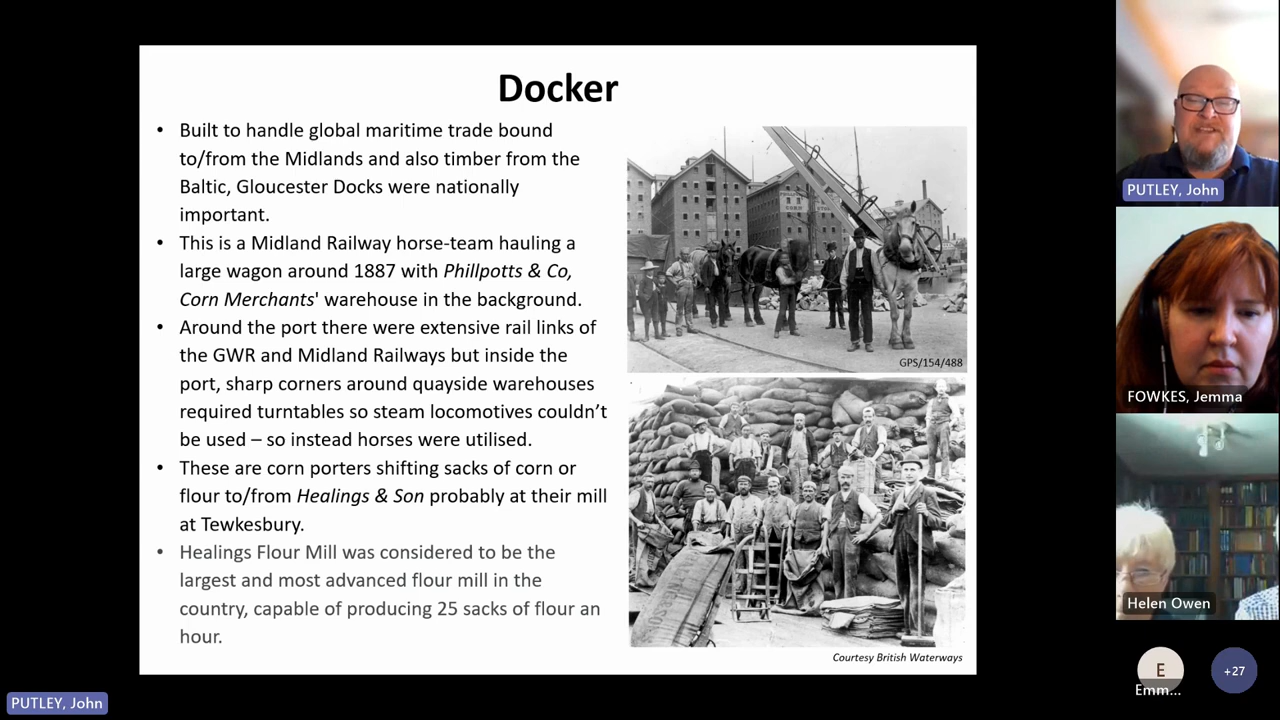 Docker
• Built to handle global maritime trade bound
to/from the Midlands and also timber from the
Baltic, Gloucester Docks were nationally
important.
• This is a Midland Railway horse-team hauling a
large wagon around 1887 with Phillpotts & Co,
Corn Merchants' warehouse in the background.
• Around the port there were extensive rail links of
the GWR and Midland Railways but inside the
port, sharp corners around quayside warehouses
required turntables so steam locomotives couldn't
be used – so instead horses were utilised.
• These are corn porters shifting sacks of corn or
flour to/from Healings & Son probably at their mill
at Tewkesbury.
• Healings Flour Mill was considered to be the
largest and most advanced flour mill in the
country, capable of producing 25 sacks of flour an
hour.
GPS/154/488
Courtesy British Waterways
PUTLEY, John
FOWKES, Jemma
Helen Owen
E
Emm...
+27
PUTLEY, John